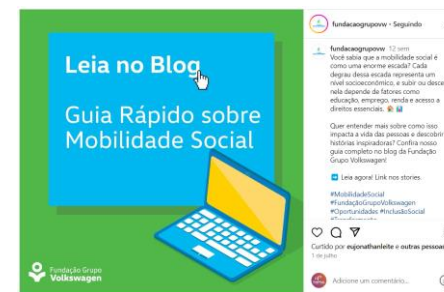 Leia no Blog
Guia Rápido sobre
Mobilidade Social
Fundação Grupo
Volkswagen
fundacaogrupovw • Seguindo
fundacaogrupovw 12 sem
Você sabia que a mobilidade social é
como uma enorme escada? Cada
degrau dessa escada representa um
nível socioeconômico, e subir ou desce
nela depende de fatores como
educação, emprego, renda e acesso a
direitos essenciais.
Quer entender mais sobre como isso
impacta a vida das pessoas e descobrir
histórias inspiradoras? Confira nosso
guia completo no blog da Fundação
Grupo Volkswagen!
Leia agora! Link nos stories.
#MobilidadeSocial
#FundaçãoGrupoVolkswagen
#Oportunidades #InclusãoSocial
Curtido por eujonathanleite e outras pessoas
1 de julho
Adicione um comentário...